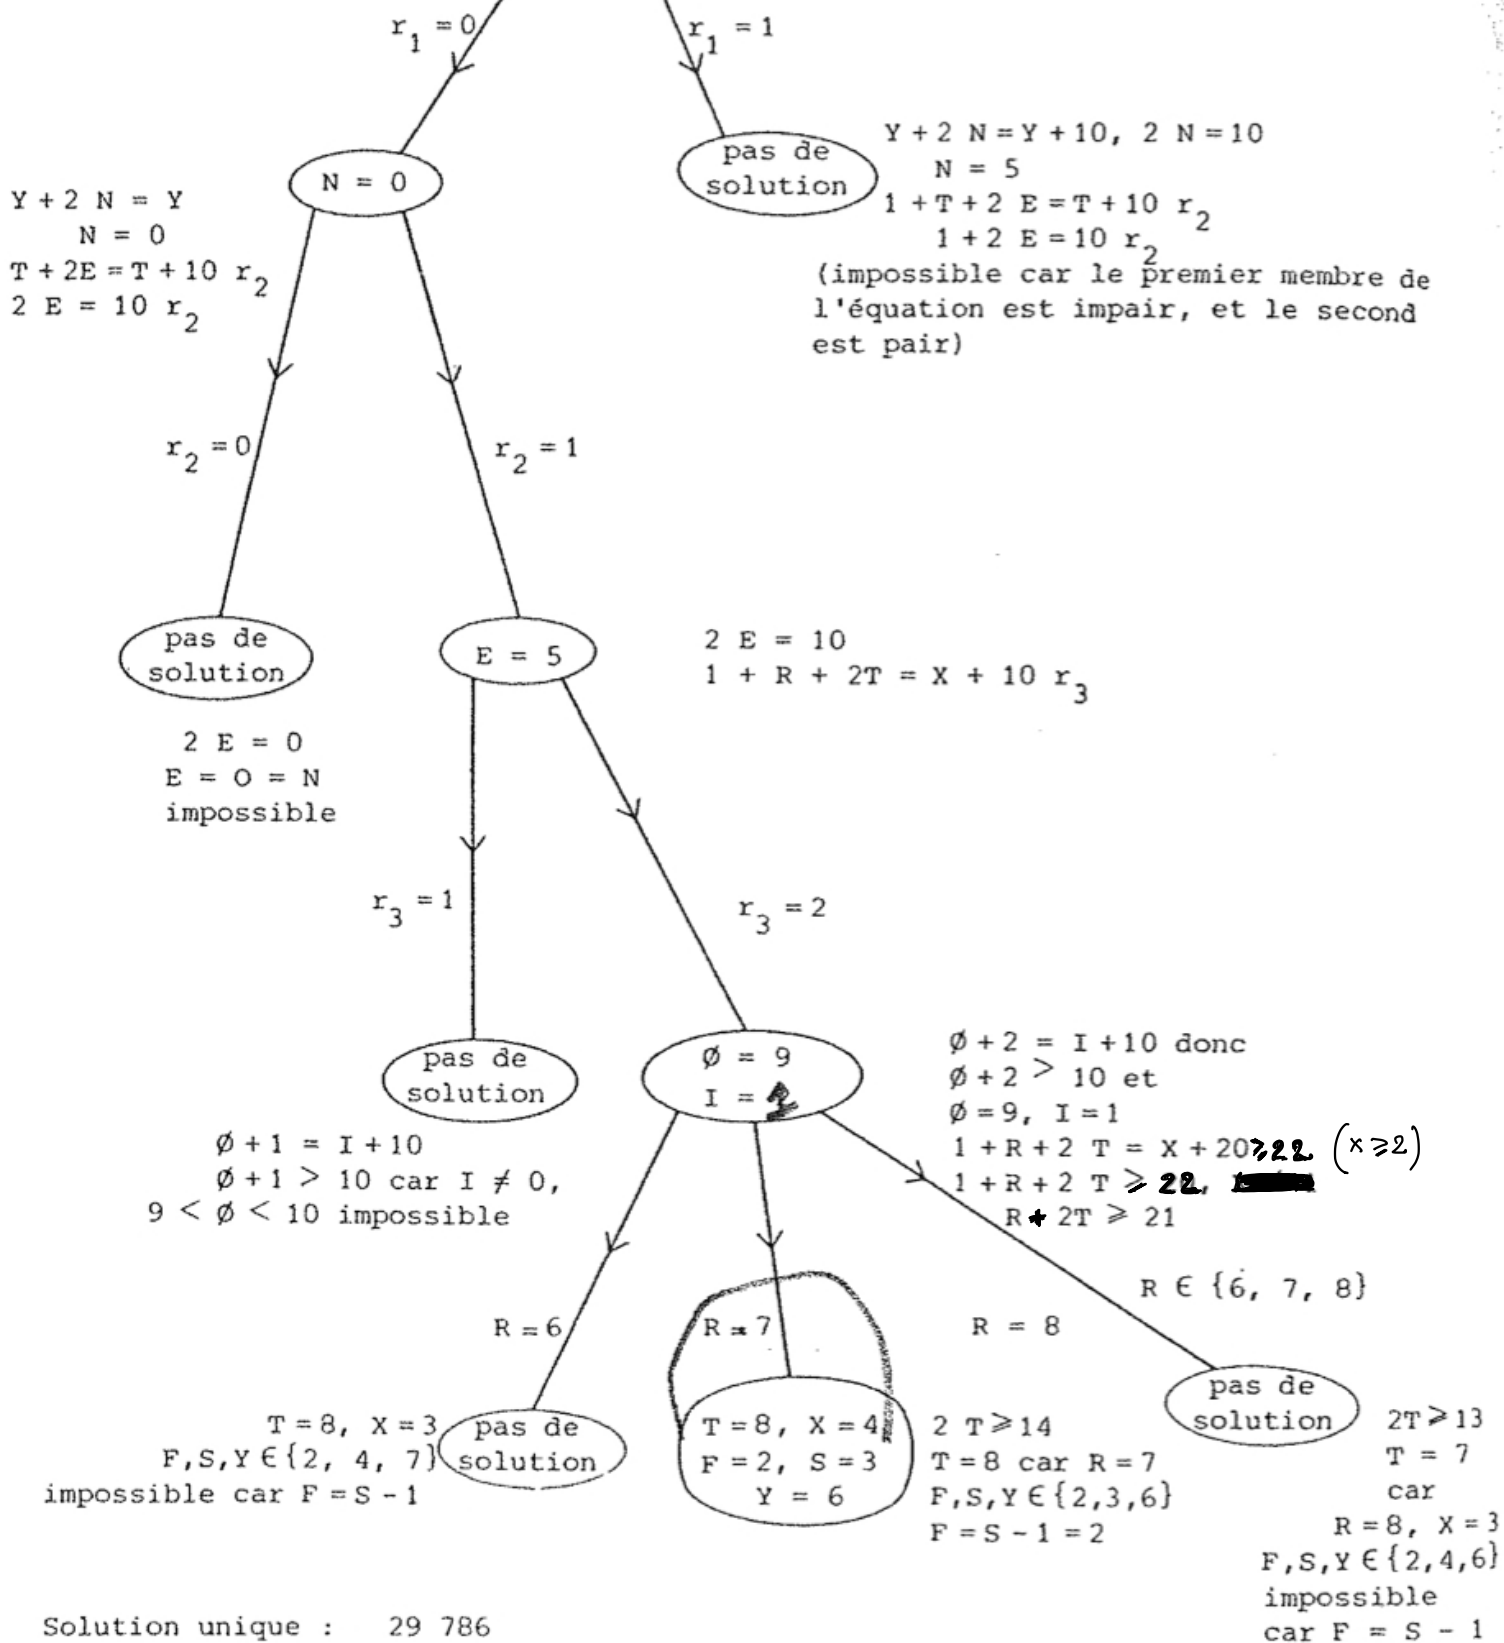 r₁ = 0
r₁ = 1
pas de
solution
Y + 2 N = Y + 10, 2 N = 10
N = 5
1 + T + 2 E = T + 10 r₂
1 + 2 E = 10 r₂
(impossible car le premier membre de
l'équation est impair, et le second
est pair)
N = 0
Y + 2 N = Y
N = 0
T + 2E = T + 10 r₂
2 E = 10 r₂
r₂ = 0
r₂ = 1
pas de
solution
2 E = 0
E = O = N
impossible
E = 5
2 E = 10
1 + R + 2T = X + 10 r₃
r₃ = 1
r₃ = 2
pas de
solution
Ø + 1 = I + 10
Ø + 1 > 10 car I ≠ 0,
9 < Ø < 10 impossible
Ø = 9
I = 1
Ø + 2 = I + 10 donc
Ø + 2 > 10 et
Ø = 9, I = 1
1 + R + 2 T = X + 20 ⩾ 22 (x ⩾ 2)
1 + R + 2 T ⩾ 22,
R + 2T ⩾ 21
R ∈ {6, 7, 8}
R = 6
R = 7
R = 8
T = 8, X = 3
F, S, Y ∈ {2, 4, 7}
impossible car F = S - 1
pas de
solution
T = 8, X = 4
F = 2, S = 3
Y = 6
2 T ⩾ 14
T = 8 car R = 7
F, S, Y ∈ {2, 3, 6}
F = S - 1 = 2
pas de
solution
2T ⩾ 13
T = 7
car
R = 8, X = 3
F, S, Y ∈ {2, 4, 6}
impossible
car F = S - 1
Solution unique : 29 786